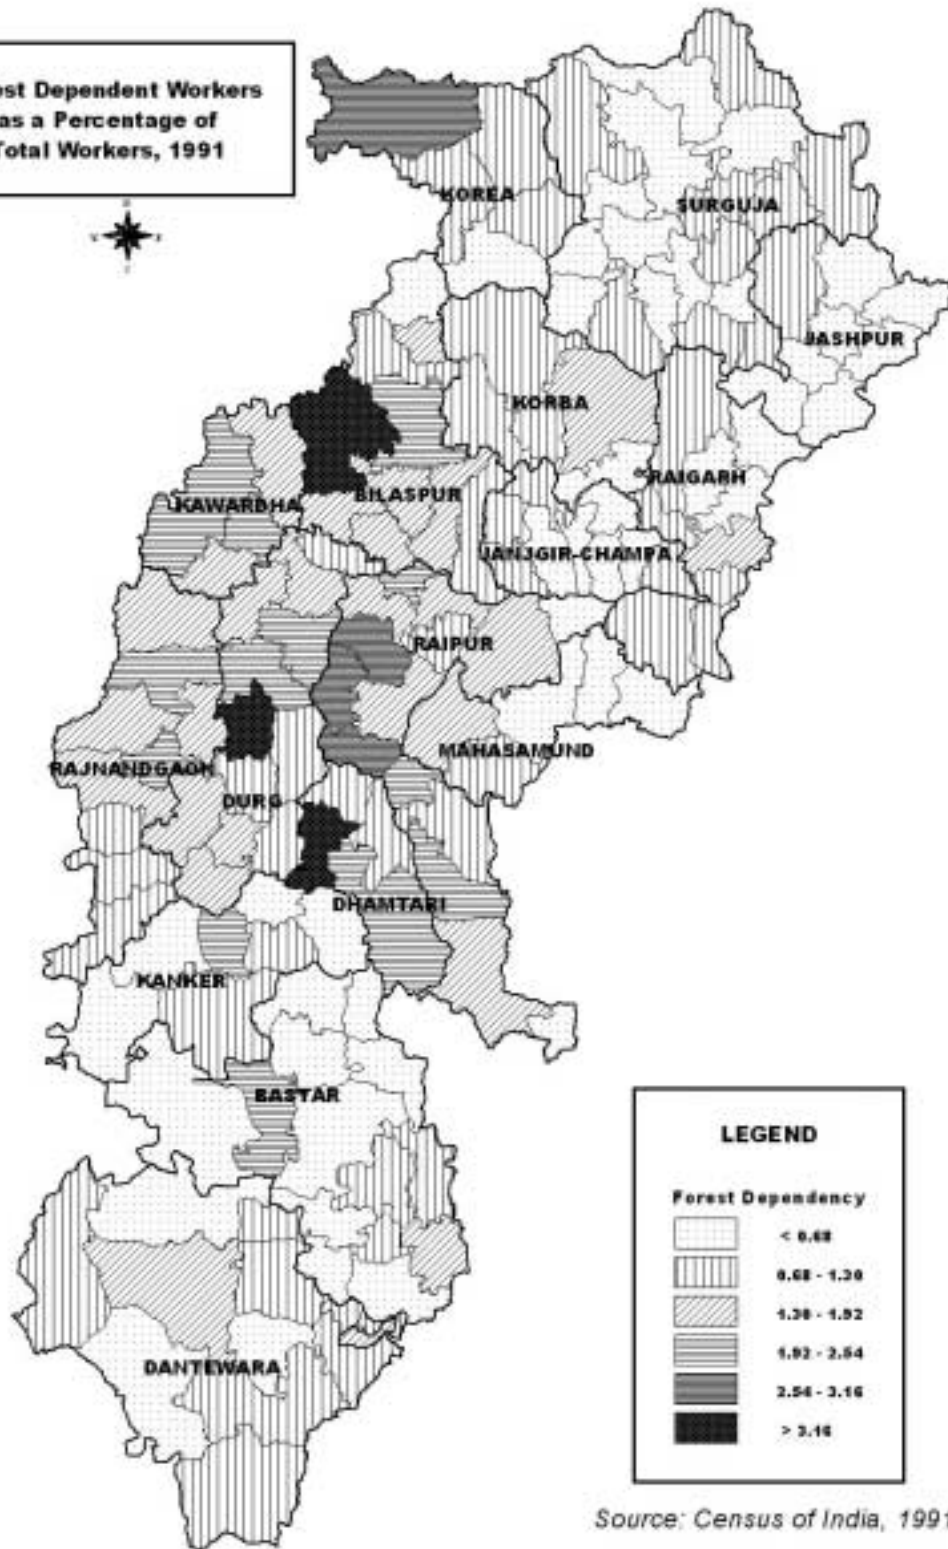 est Dependent Workers
as a Percentage of
Total Workers, 1991
KOREA
SURGUJA
JASHPUR
KORBA
RAIGARH
BILASPUR
KAWARDHA
JANJGIR-CHAMPA
RAIPUR
MAHASAMUND
RAJNANDGAON
DURG
DHAMTARI
KANKER
BASTAR
DANTEWARA
LEGEND
Forest Dependency
< 0.68
0.68 - 1.30
1.30 - 1.92
1.92 - 2.54
2.54 - 3.16
> 3.16
Source: Census of India, 1991